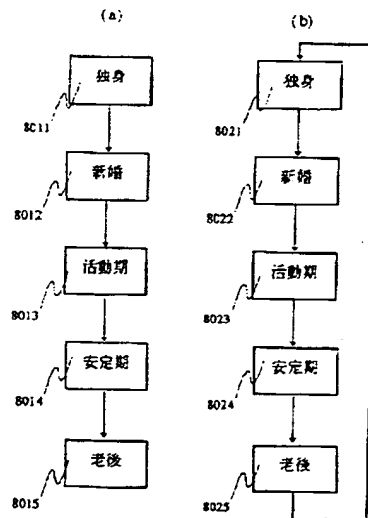 (a)
独身
8011
新婚
8012
活動期
8013
安定期
8014
老後
8015
(b)
独身
8021
新婚
8022
活動期
8023
安定期
8024
老後
8025